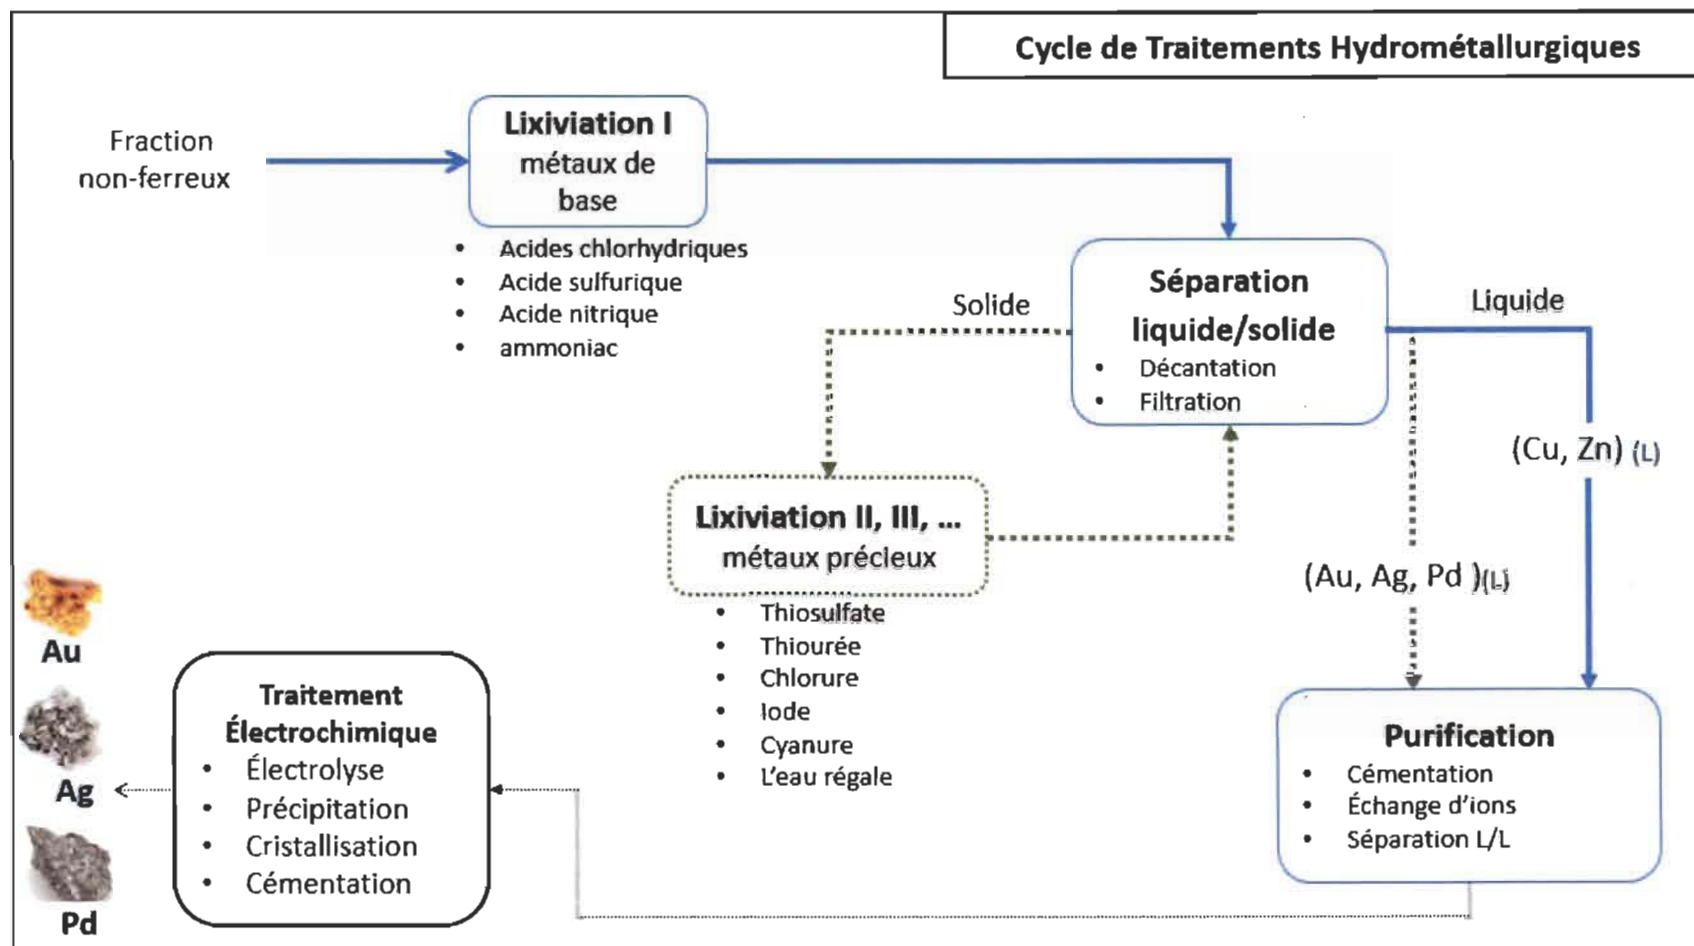 Cycle de Traitements Hydrométallurgiques
Fraction
non-ferreux
Lixiviation I
métaux de
base
• Acides chlorhydriques
• Acide sulfurique
• Acide nitrique
• ammoniac
Séparation
liquide/solide
• Décantation
• Filtration
Solide
Liquide
(Cu, Zn) (L)
Lixiviation II, III, ...
métaux précieux
• Thiosulfate
• Thiourée
• Chlorure
• Iode
• Cyanure
• L'eau régale
(Au, Ag, Pd )(L)
Purification
• Cémentation
• Échange d'ions
• Séparation L/L
Traitement
Électrochimique
• Électrolyse
• Précipitation
• Cristallisation
• Cémentation
Au
Ag
Pd